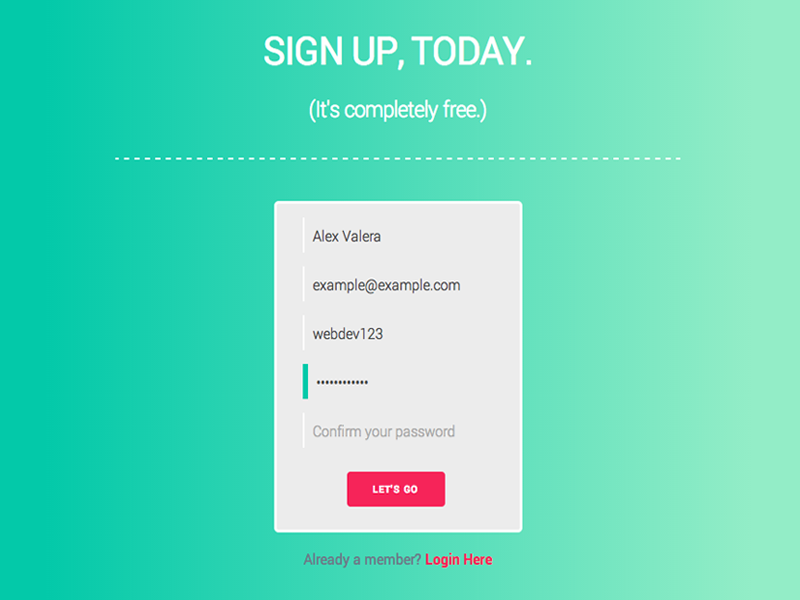 SIGN UP, TODAY.
(It's completely free.)
Alex Valera
example@example.com
webdev123
••••••••••••
Confirm your password
LET'S GO
Already a member? Login Here